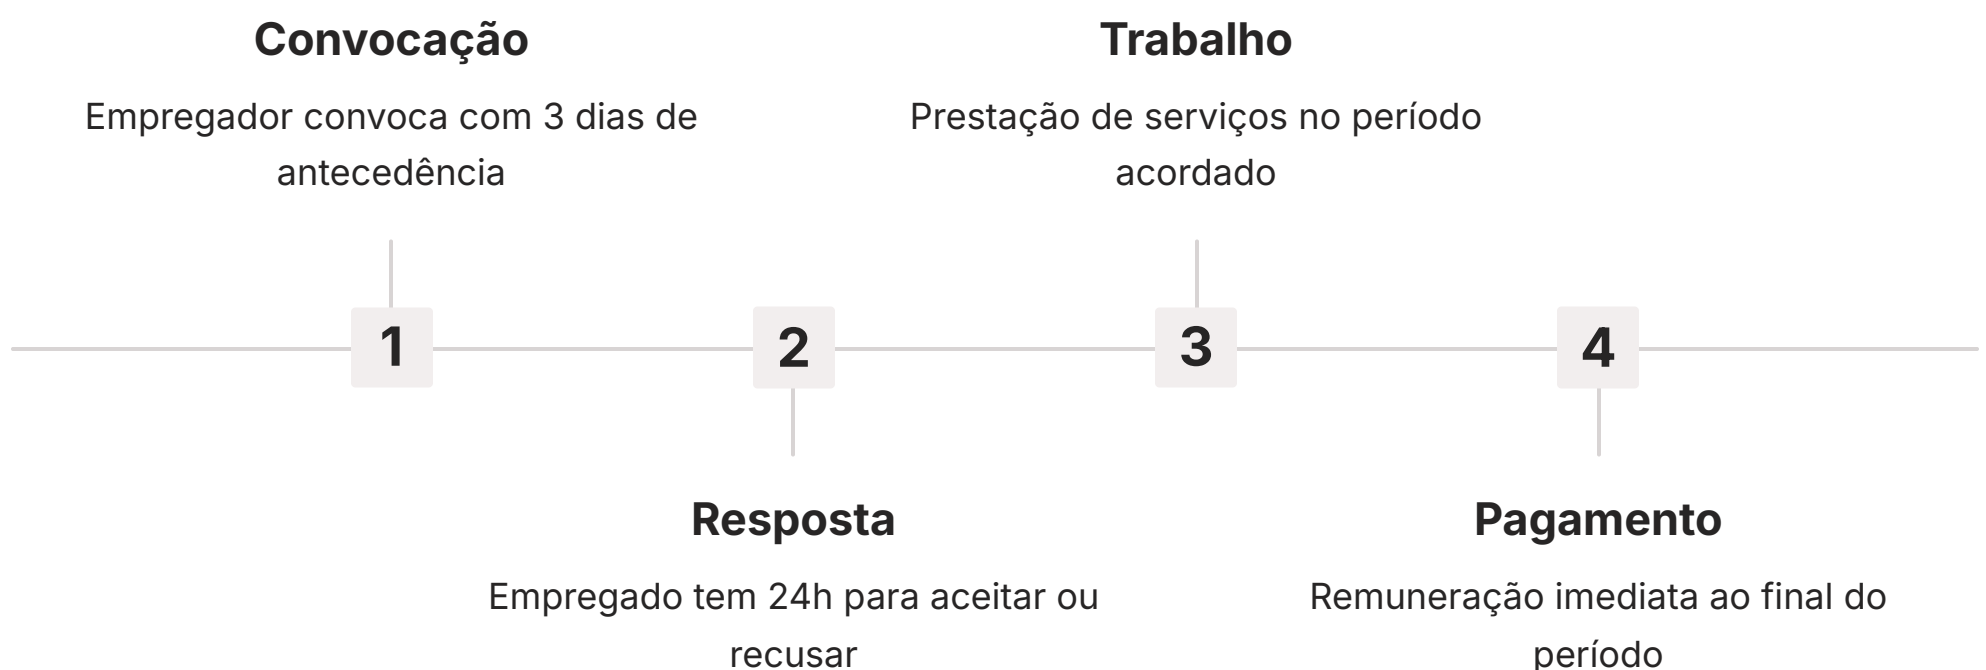 Convocação
Empregador convoca com 3 dias de
antecedência
Trabalho
Prestação de serviços no período
acordado
1
2
3
4
Resposta
Empregado tem 24h para aceitar ou
recusar
Pagamento
Remuneração imediata ao final do
período